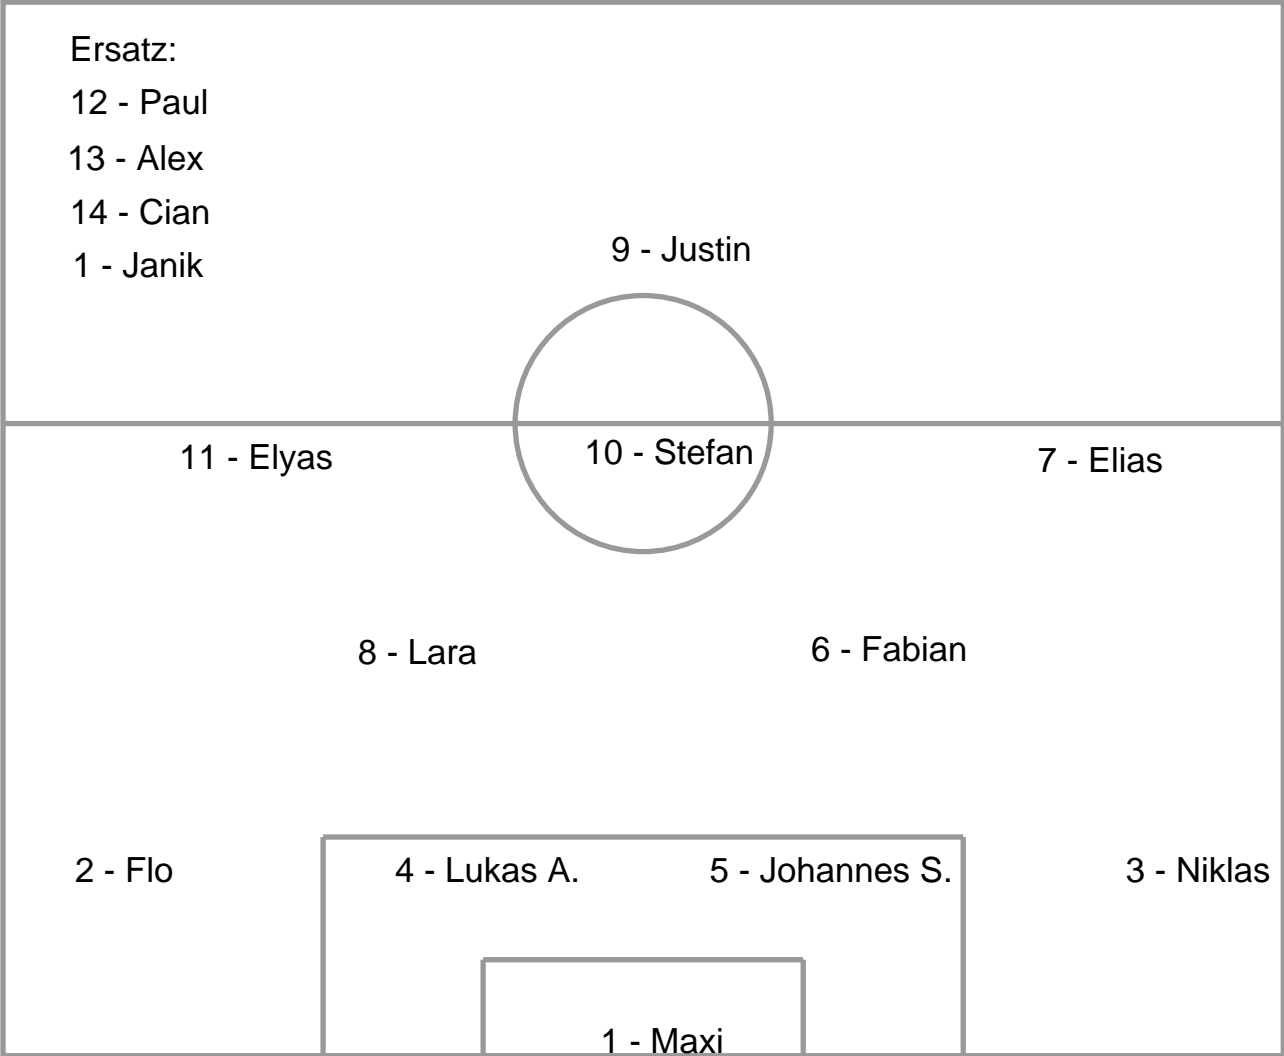 Ersatz:
12 - Paul
13 - Alex
14 - Cian
1 - Janik
9 - Justin
11 - Elyas
10 - Stefan
7 - Elias
8 - Lara
6 - Fabian
2 - Flo
4 - Lukas A.
5 - Johannes S.
3 - Niklas
1 - Maxi